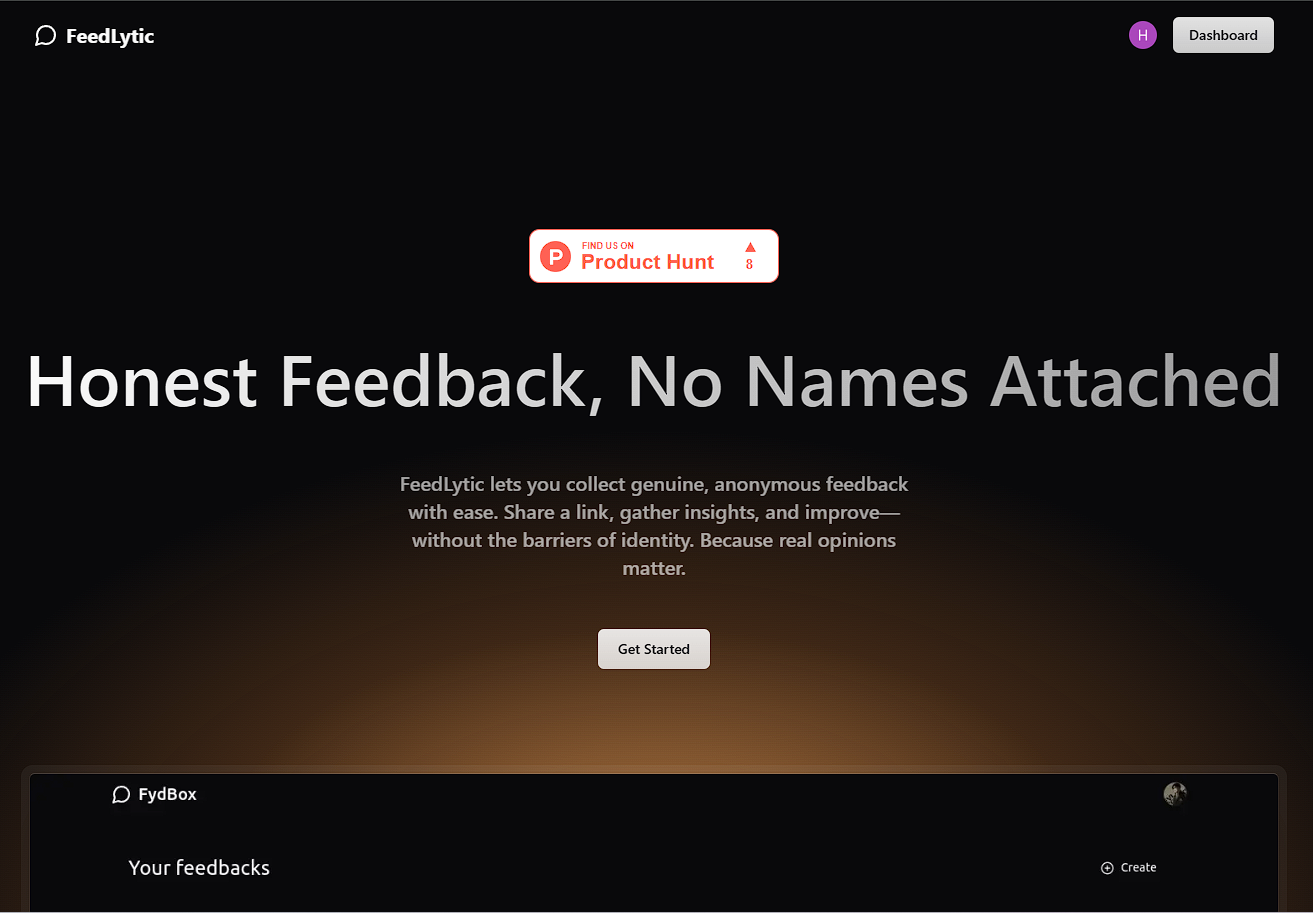 FeedLytic
H
Dashboard
P
FIND US ON
Product Hunt
▲
8
Honest Feedback, No Names Attached
FeedLytic lets you collect genuine, anonymous feedback
with ease. Share a link, gather insights, and improve—
without the barriers of identity. Because real opinions
matter.
Get Started
FydBox
Your feedbacks
Create